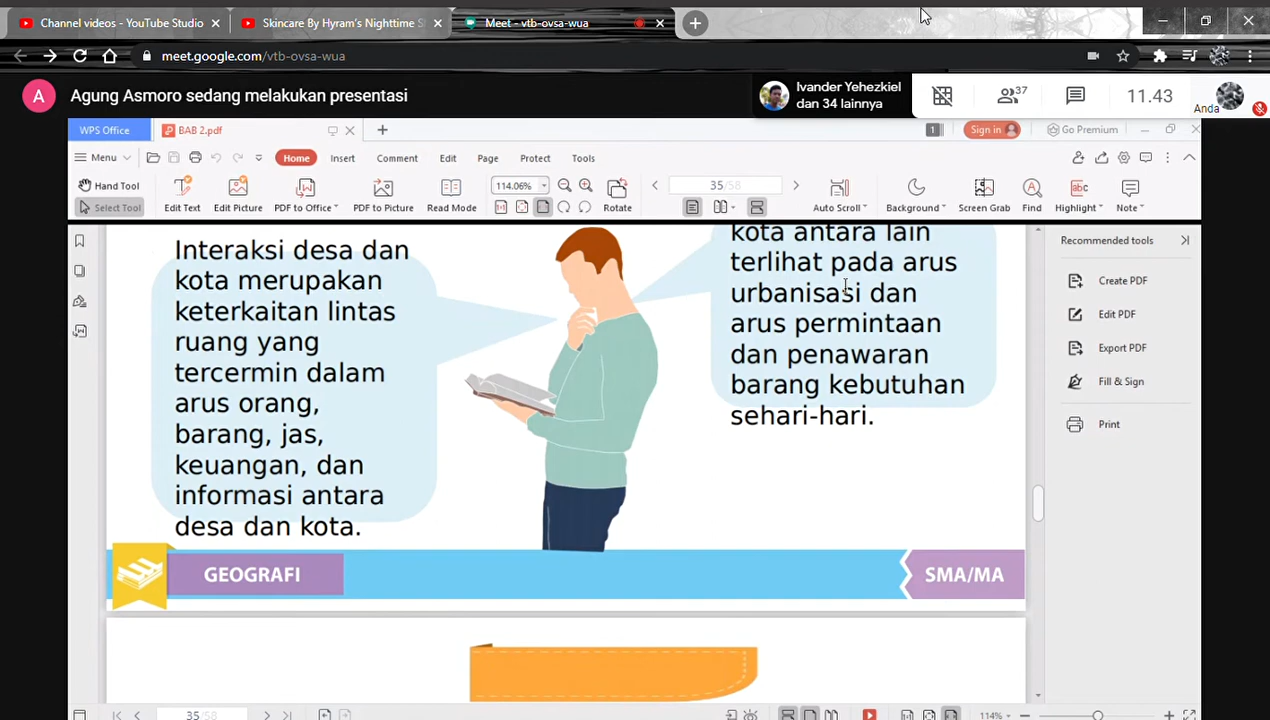 Channel videos - YouTube Studio
Skincare By Hyram's Nighttime S
Meet - vtb-ovsa-wua
meet.google.com/vtb-ovsa-wua
A
Agung Asmoro sedang melakukan presentasi
Ivander Yehezkiel
dan 34 lainnya
37
11.43
Anda
WPS Office
BAB 2.pdf
1
Sign in
Go Premium
Menu
Home
Insert
Comment
Edit
Page
Protect
Tools
Hand Tool
Select Tool
Edit Text
Edit Picture
PDF to Office
PDF to Picture
Read Mode
114.06%
Rotate
35/58
Auto Scroll
Background
Screen Grab
Find
Highlight
Note
Interaksi desa dan
kota merupakan
keterkaitan lintas
ruang yang
tercermin dalam
arus orang,
barang, jas,
keuangan, dan
informasi antara
desa dan kota.
kota antara lain
terlihat pada arus
urbanisasi dan
arus permintaan
dan penawaran
barang kebutuhan
sehari-hari.
GEOGRAFI
SMA/MA
Recommended tools
Create PDF
Edit PDF
Export PDF
Fill & Sign
Print
35/58
114%